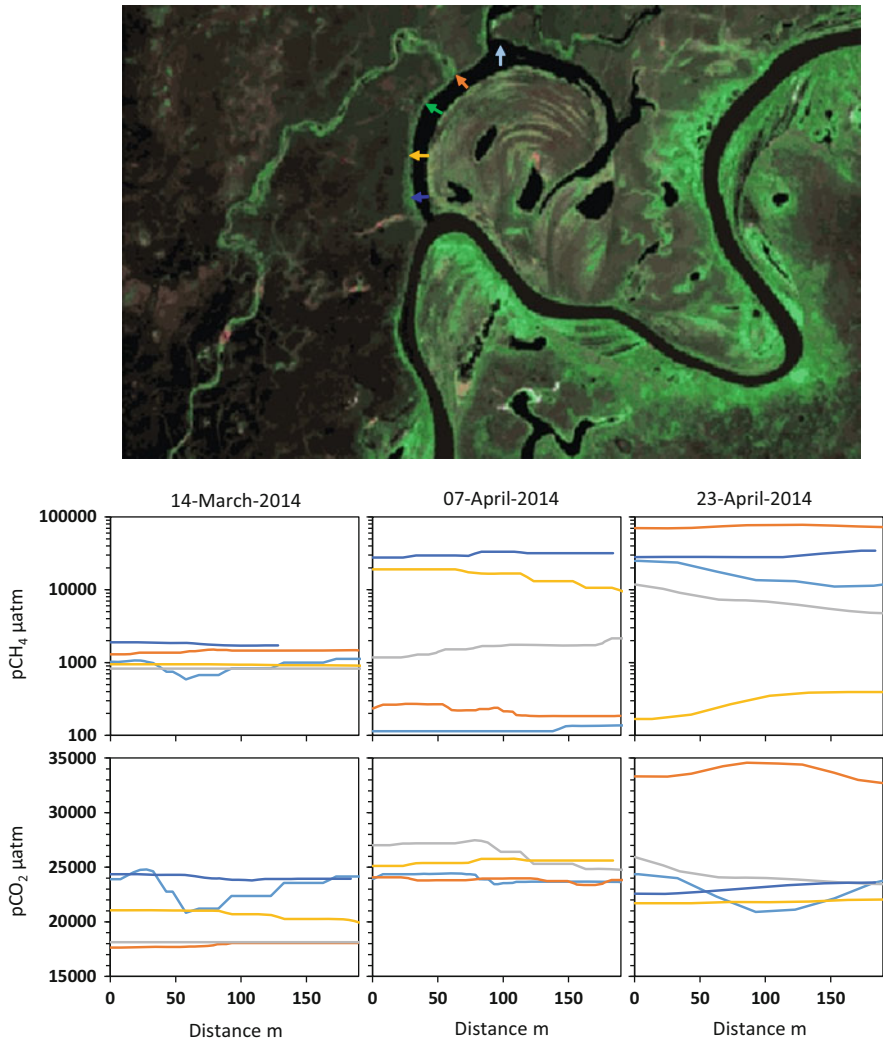 14-March-2014 07-April-2014 23-April-2014
pCH₄ µatm
100000
10000
1000
100
pCO₂ µatm
35000
30000
25000
20000
15000
0 50 100 150 0 50 100 150 0 50 100 150
Distance m Distance m Distance m